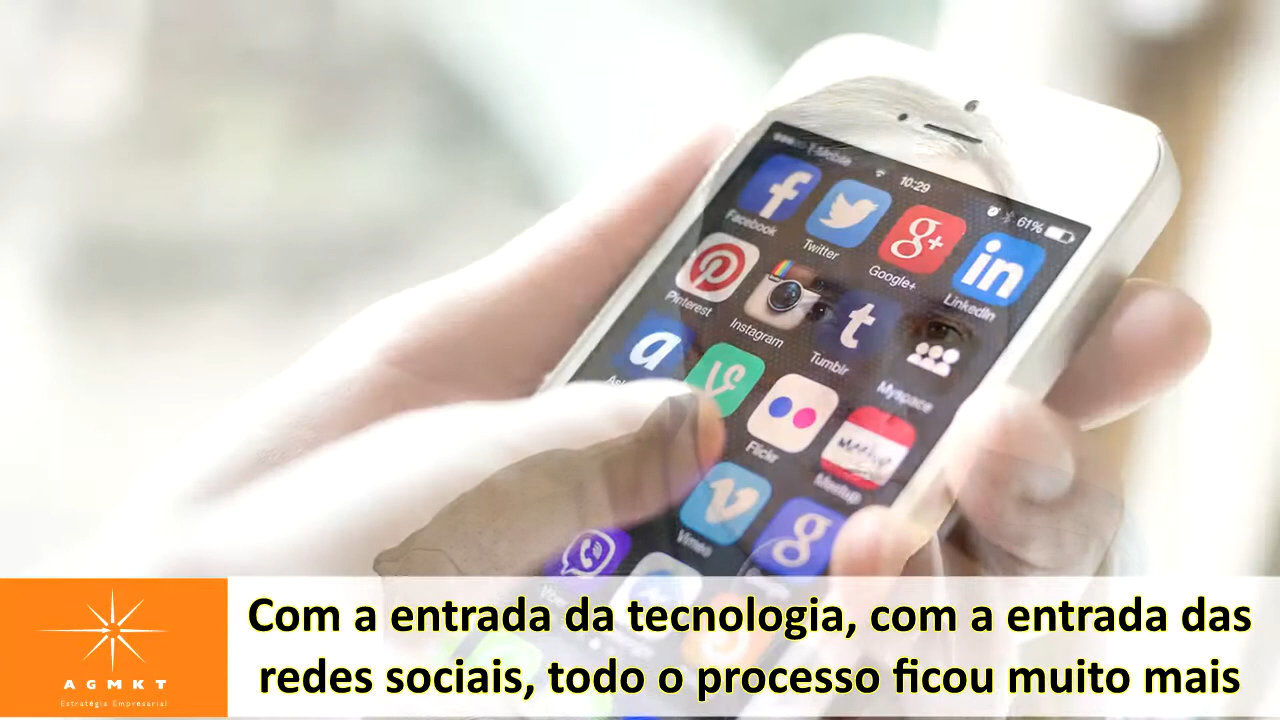 T-Mobile
10:29
61%
Facebook
Twitter
Google+
LinkedIn
Pinterest
Instagram
Tumblr
Myspace
Flickr
Meetup
Vimeo
Com a entrada da tecnologia, com a entrada das
redes sociais, todo o processo ficou muito mais
AGMKT
Estratégia Empresarial